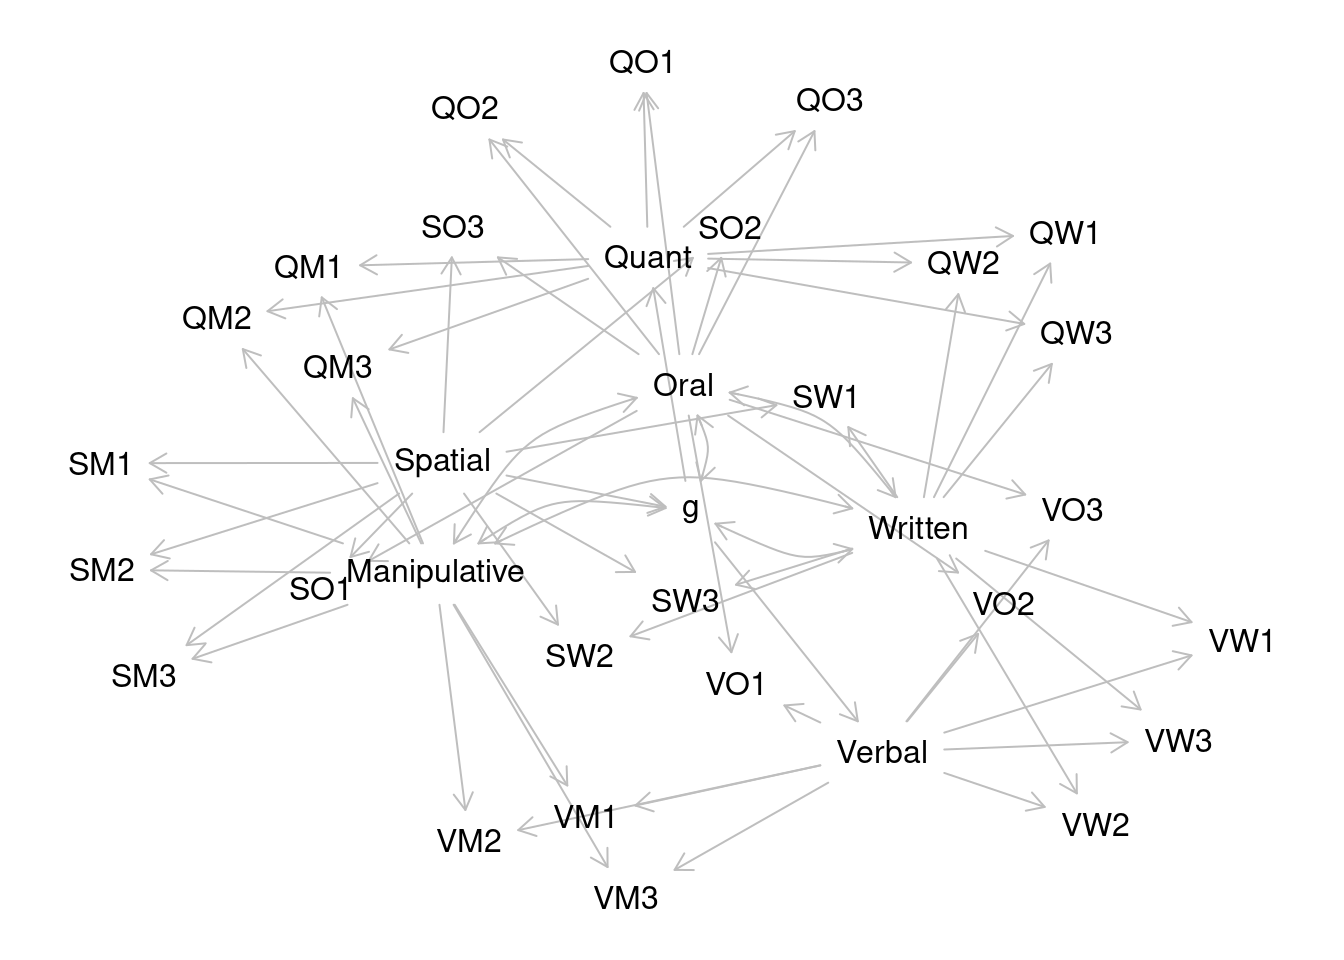 QO1
QO3
QO2
SO3
SO2
QW1
Quant
QW2
QM1
QM2
QW3
QM3
Oral
SW1
Spatial
SM1
g
VO3
Written
SM2
Manipulative
SO1
SW3
VO2
VW1
SW2
SM3
VO1
VW3
Verbal
VM1
VW2
VM2
VM3